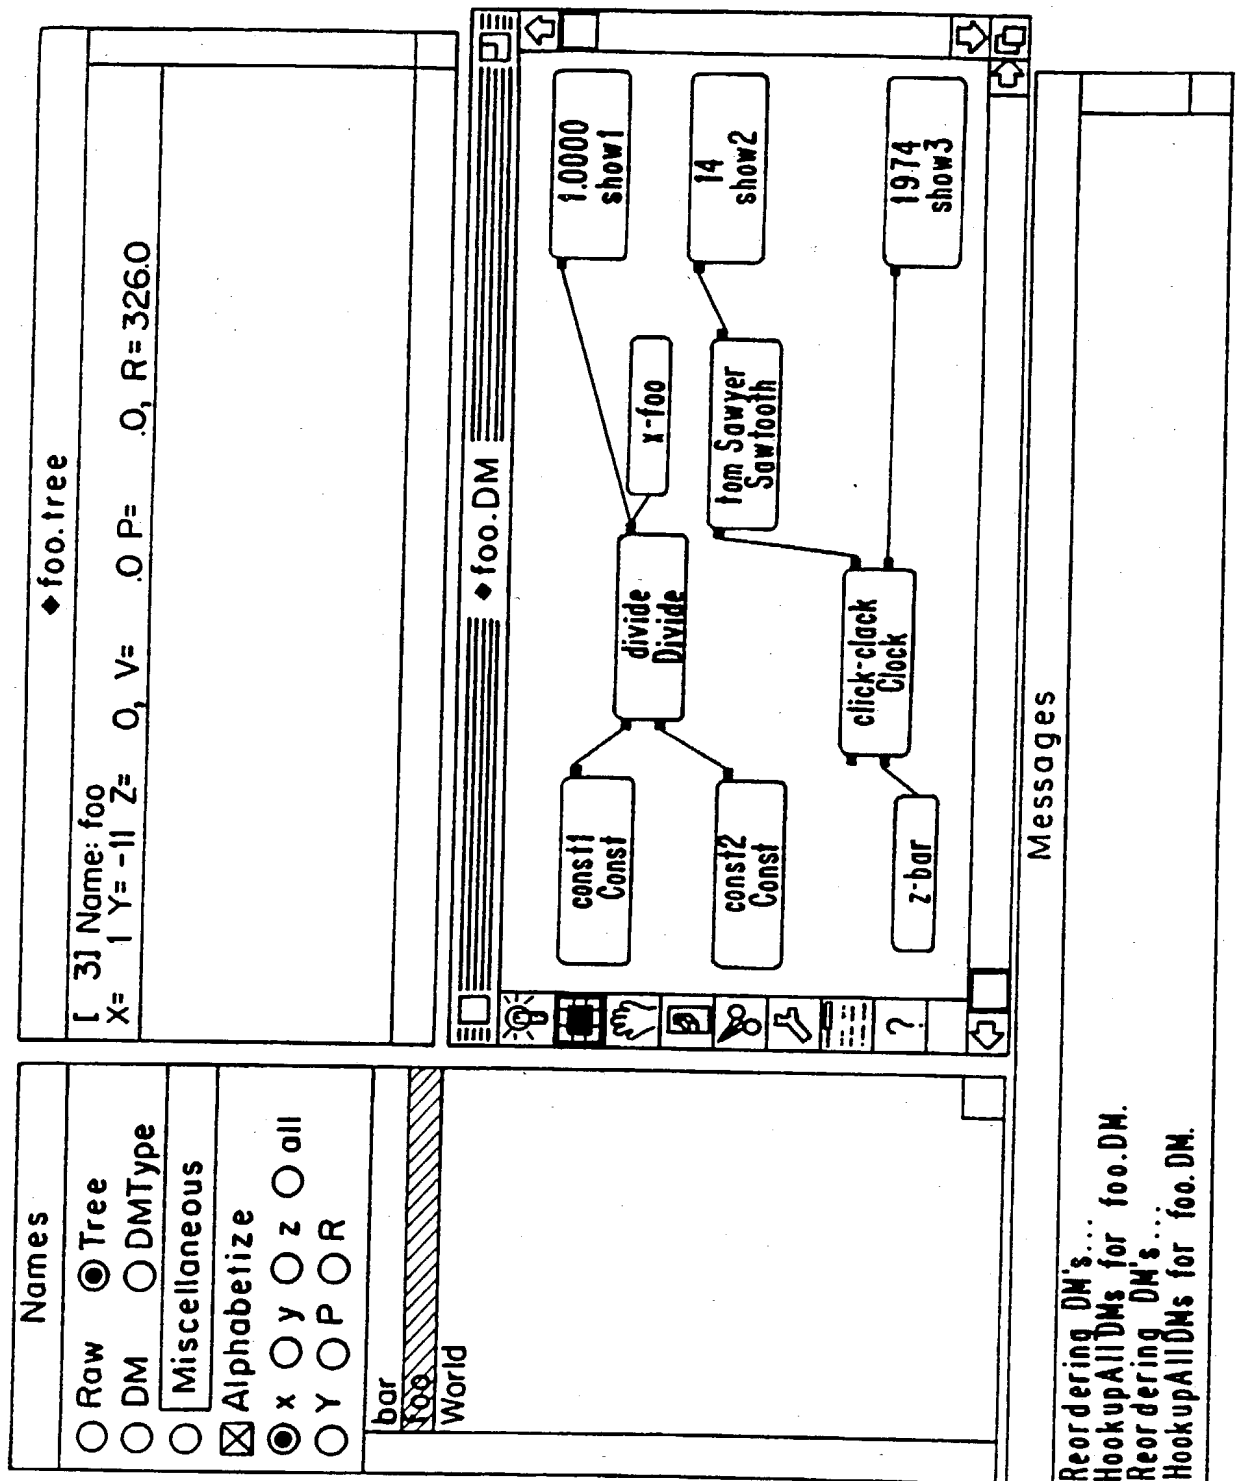 Names
Raw Tree
DM DMType
Miscellaneous
Alphabetize
x y z all
Y P R
bar
foo
World
◆foo.tree
[ 3] Name: foo
X= 1 Y= -11 Z= 0, V= .0 P= .0, R= 326.0
◆foo.DM
const1
Const
const2
Const
z-bar
divide
Divide
click-clack
Clock
x-foo
tom Sawyer
Sawtooth
1.0000
show1
14
show2
1974
show3
?
Messages
Reordering DM's...
HookupAllDMs for foo.DM.
Reordering DM's...
HookupAllDMs for foo.DM.